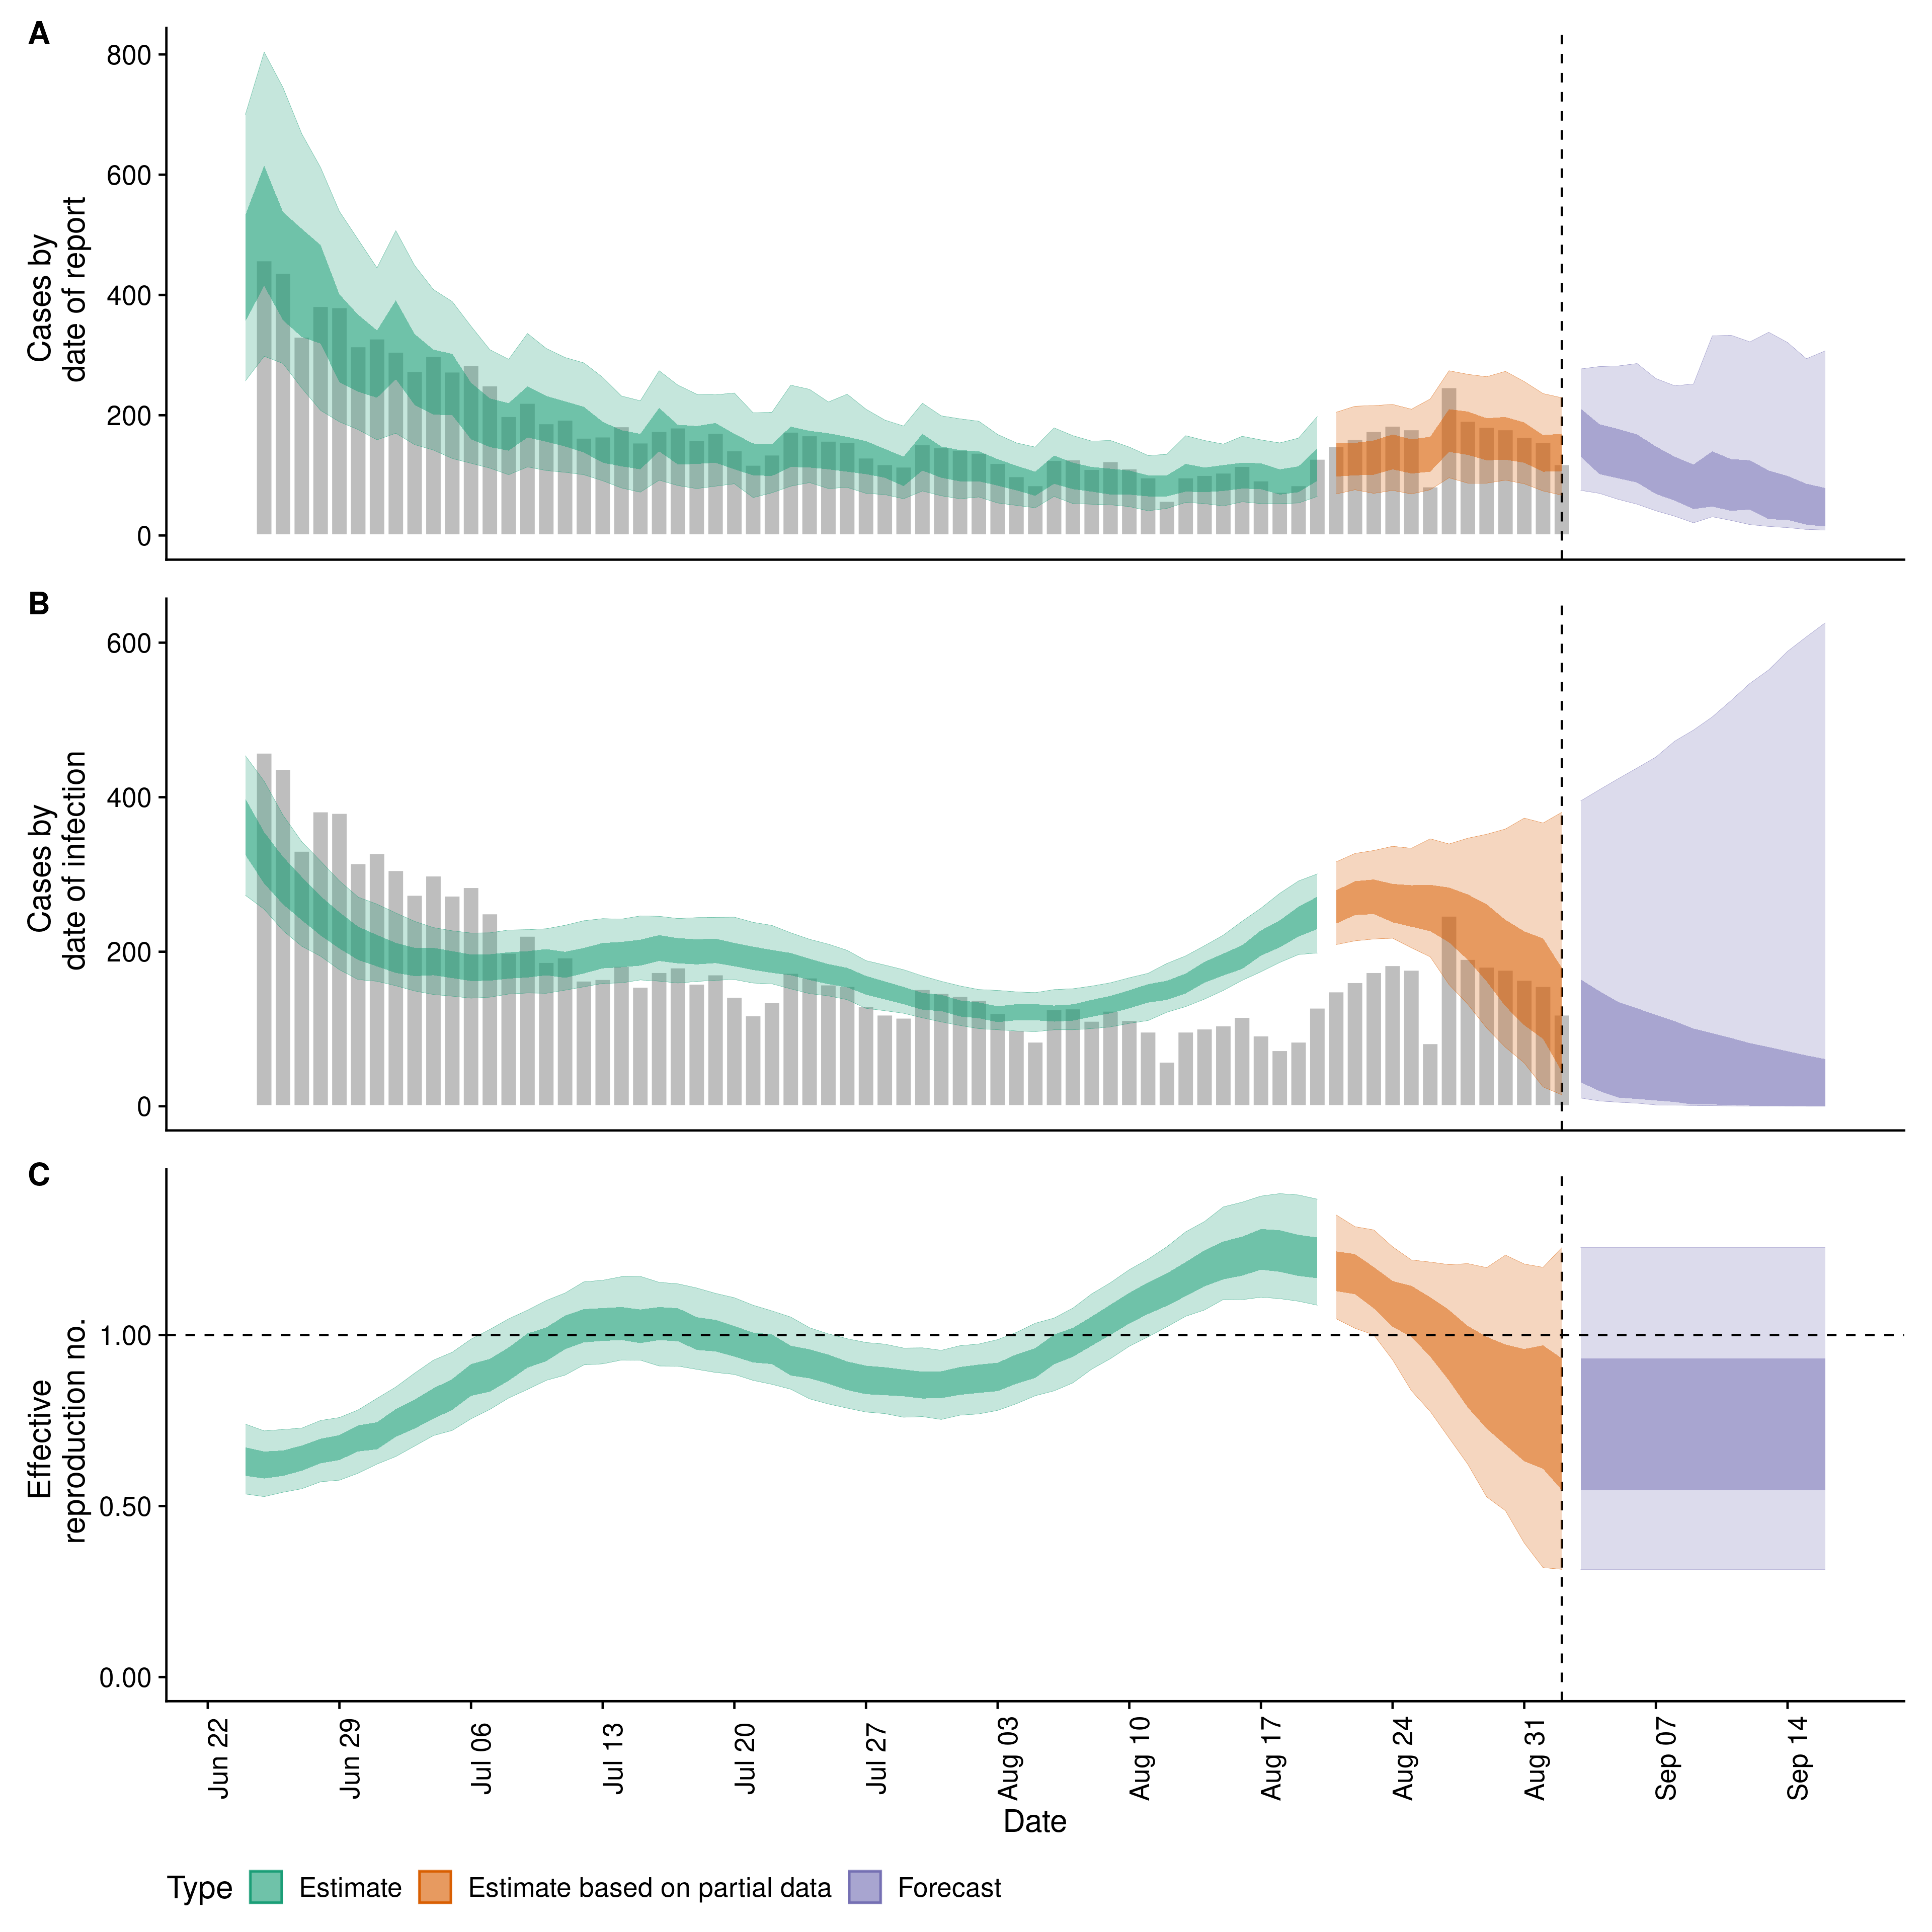 A
800
600
400
200
0
Cases by
date of report
B
600
400
200
0
Cases by
date of infection
C
1.00
0.50
0.00
Effective
reproduction no.
Jun 22
Jun 29
Jul 06
Jul 13
Jul 20
Jul 27
Aug 03
Aug 10
Aug 17
Aug 24
Aug 31
Sep 07
Sep 14
Date
Type Estimate Estimate based on partial data Forecast